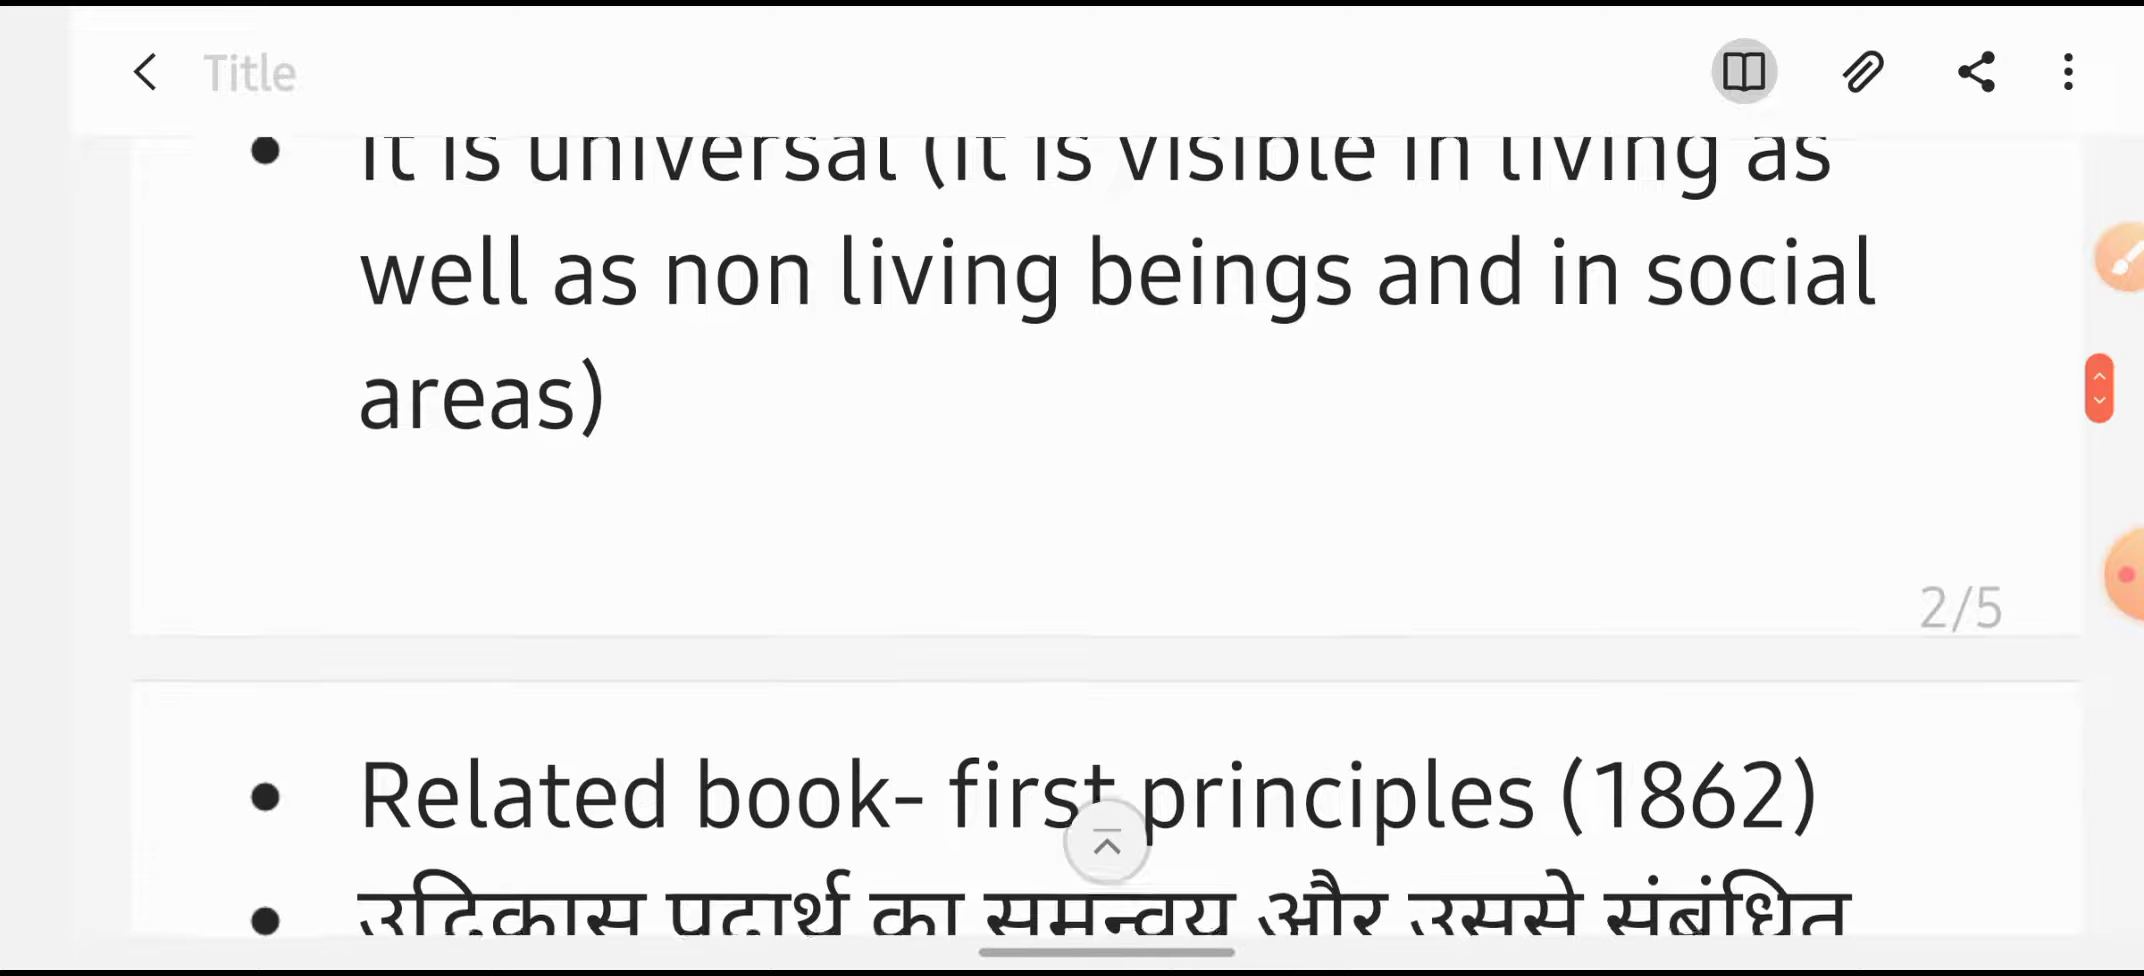 Title
It is universal (it is visible in living as
well as non living beings and in social
areas)
2/5
Related book- first principles (1862)
उद्विकास पदार्थ का समन्वय और उससे संबंधित